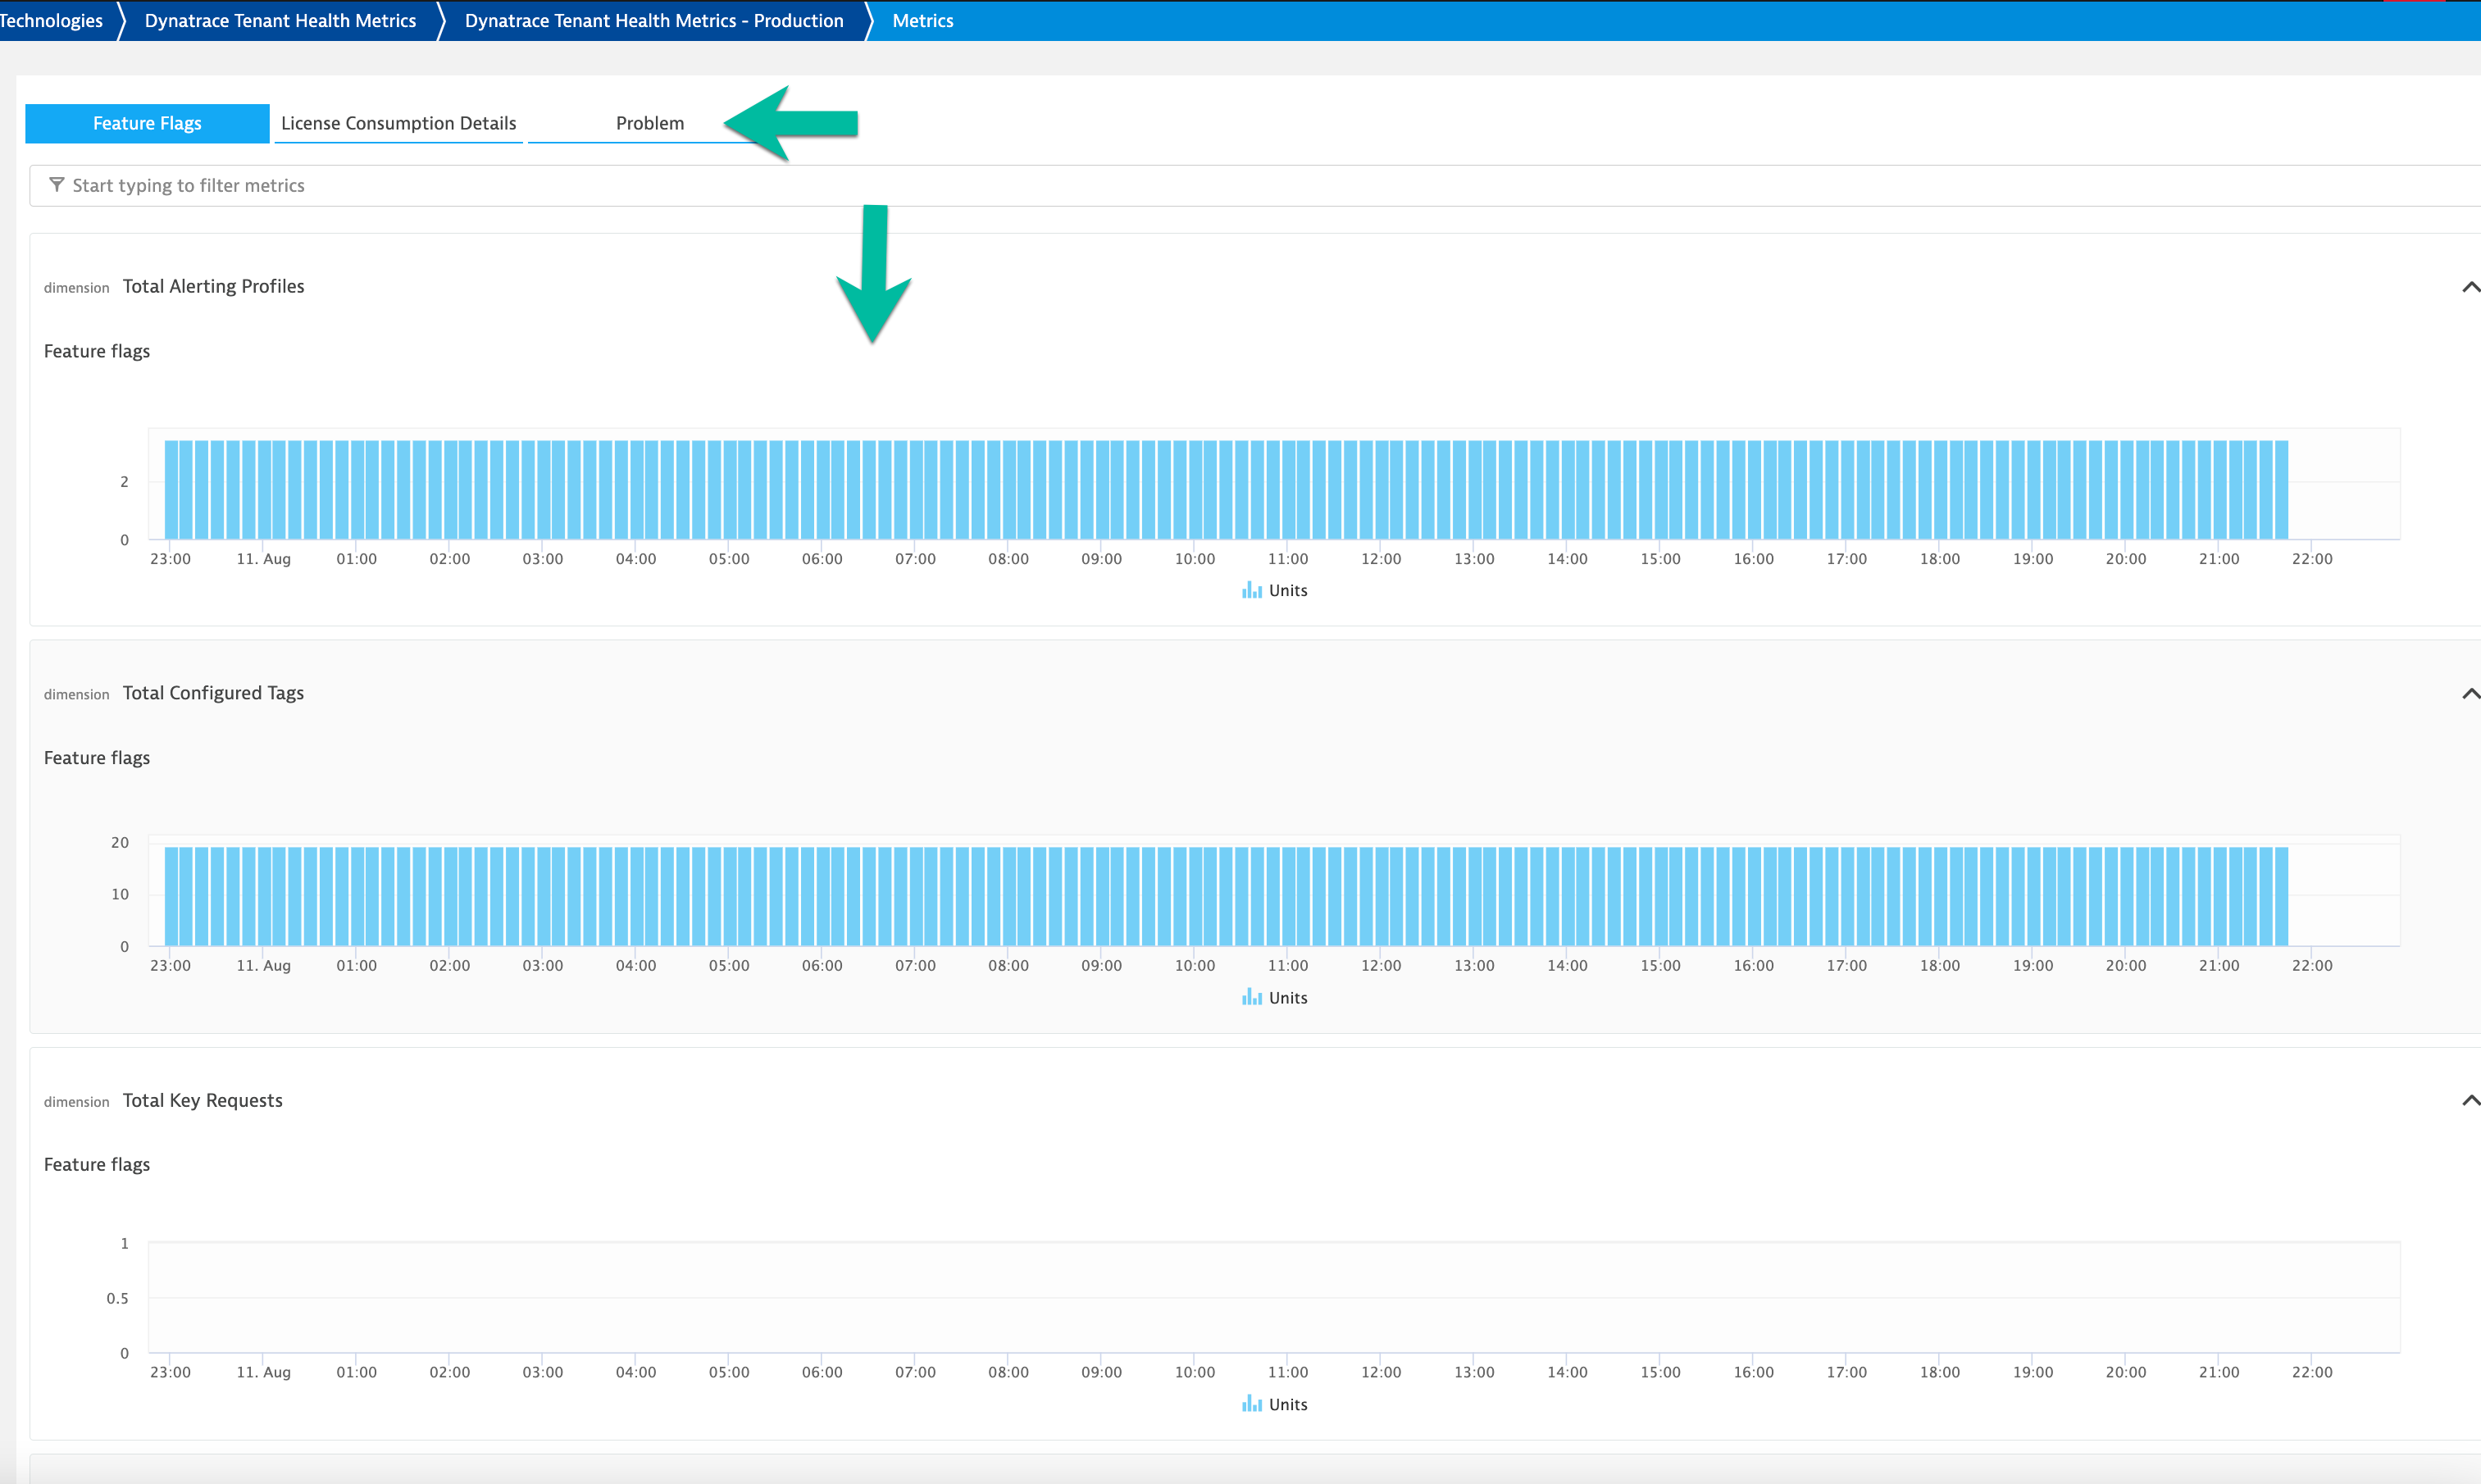 Technologies Dynatrace Tenant Health Metrics Dynatrace Tenant Health Metrics - Production Metrics
Feature Flags License Consumption Details Problem
Start typing to filter metrics
dimension Total Alerting Profiles
Feature flags
2
0
23:00 11. Aug 01:00 02:00 03:00 04:00 05:00 06:00 07:00 08:00 09:00 10:00 11:00 12:00 13:00 14:00 15:00 16:00 17:00 18:00 19:00 20:00 21:00 22:00
Units
dimension Total Configured Tags
Feature flags
20
10
0
23:00 11. Aug 01:00 02:00 03:00 04:00 05:00 06:00 07:00 08:00 09:00 10:00 11:00 12:00 13:00 14:00 15:00 16:00 17:00 18:00 19:00 20:00 21:00 22:00
Units
dimension Total Key Requests
Feature flags
1
0.5
0
23:00 11. Aug 01:00 02:00 03:00 04:00 05:00 06:00 07:00 08:00 09:00 10:00 11:00 12:00 13:00 14:00 15:00 16:00 17:00 18:00 19:00 20:00 21:00 22:00
Units